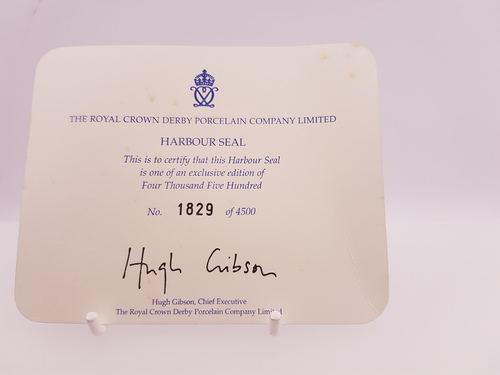 THE ROYAL CROWN DERBY PORCELAIN COMPANY LIMITED
HARBOUR SEAL
This is to certify that this Harbour Seal
is one of an exclusive edition of
Four Thousand Five Hundred
No. 1829 of 4500
Hugh Gibson
Hugh Gibson, Chief Executive
The Royal Crown Derby Porcelain Company Limited